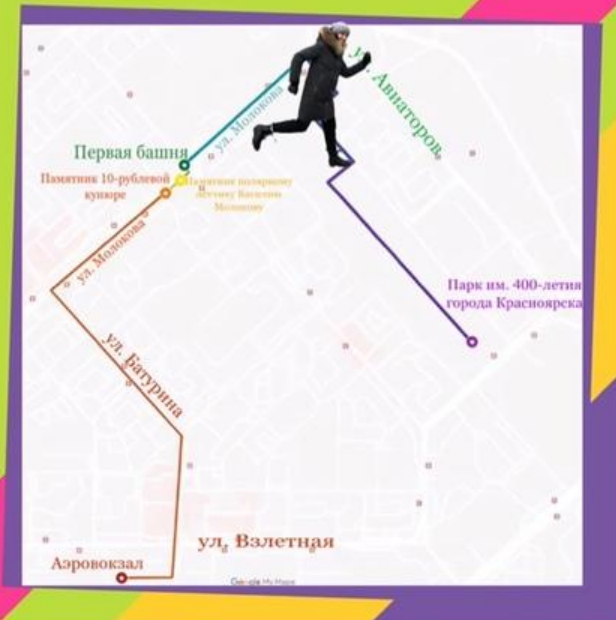 ул. Авиаторов
ул. Молокова
Первая башня
Памятник 10-рублевой
купюре
Памятник полярному
летчику Василию
Молокову
ул. Молокова
Парк им. 400-летия
города Красноярска
ул. Батурина
ул. Взлетная
Аэровокзал
Google My Maps